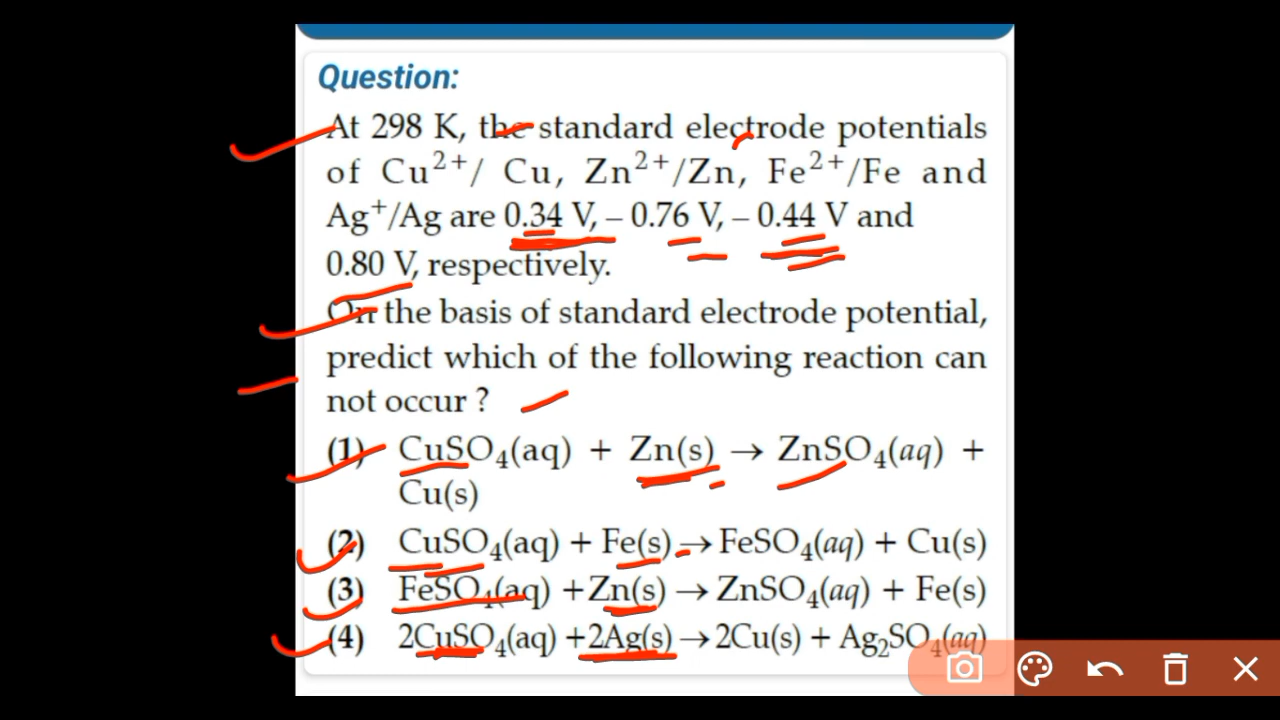 Question:
At 298 K, the standard electrode potentials
of Cu²⁺/ Cu, Zn²⁺/Zn, Fe²⁺/Fe and
Ag⁺/Ag are 0.34 V, – 0.76 V, – 0.44 V and
0.80 V, respectively.
On the basis of standard electrode potential,
predict which of the following reaction can
not occur ?
(1) CuSO₄(aq) + Zn(s) → ZnSO₄(aq) +
Cu(s)
(2) CuSO₄(aq) + Fe(s) → FeSO₄(aq) + Cu(s)
(3) FeSO₄(aq) +Zn(s) → ZnSO₄(aq) + Fe(s)
(4) 2CuSO₄(aq) +2Ag(s) → 2Cu(s) + Ag₂SO₄(aq)